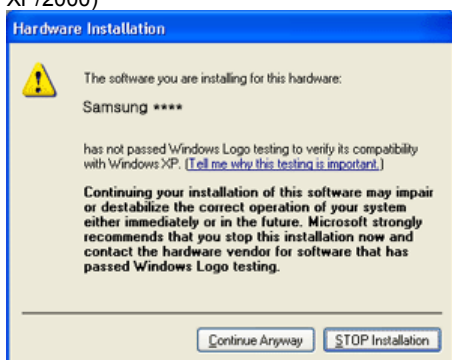 XP/2000)
Hardware Installation
The software you are installing for this hardware:
Samsung ****
has not passed Windows Logo testing to verify its compatibility
with Windows XP. (Tell me why this testing is important.)
Continuing your installation of this software may impair
or destabilize the correct operation of your system
either immediately or in the future. Microsoft strongly
recommends that you stop this installation now and
contact the hardware vendor for software that has
passed Windows Logo testing.
Continue Anyway STOP Installation